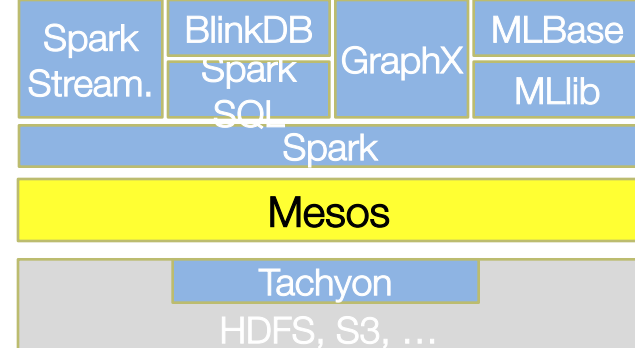 Spark
Stream.
BlinkDB
Spark
SQL
GraphX
MLBase
MLlib
Spark
Mesos
Tachyon
HDFS, S3, ...